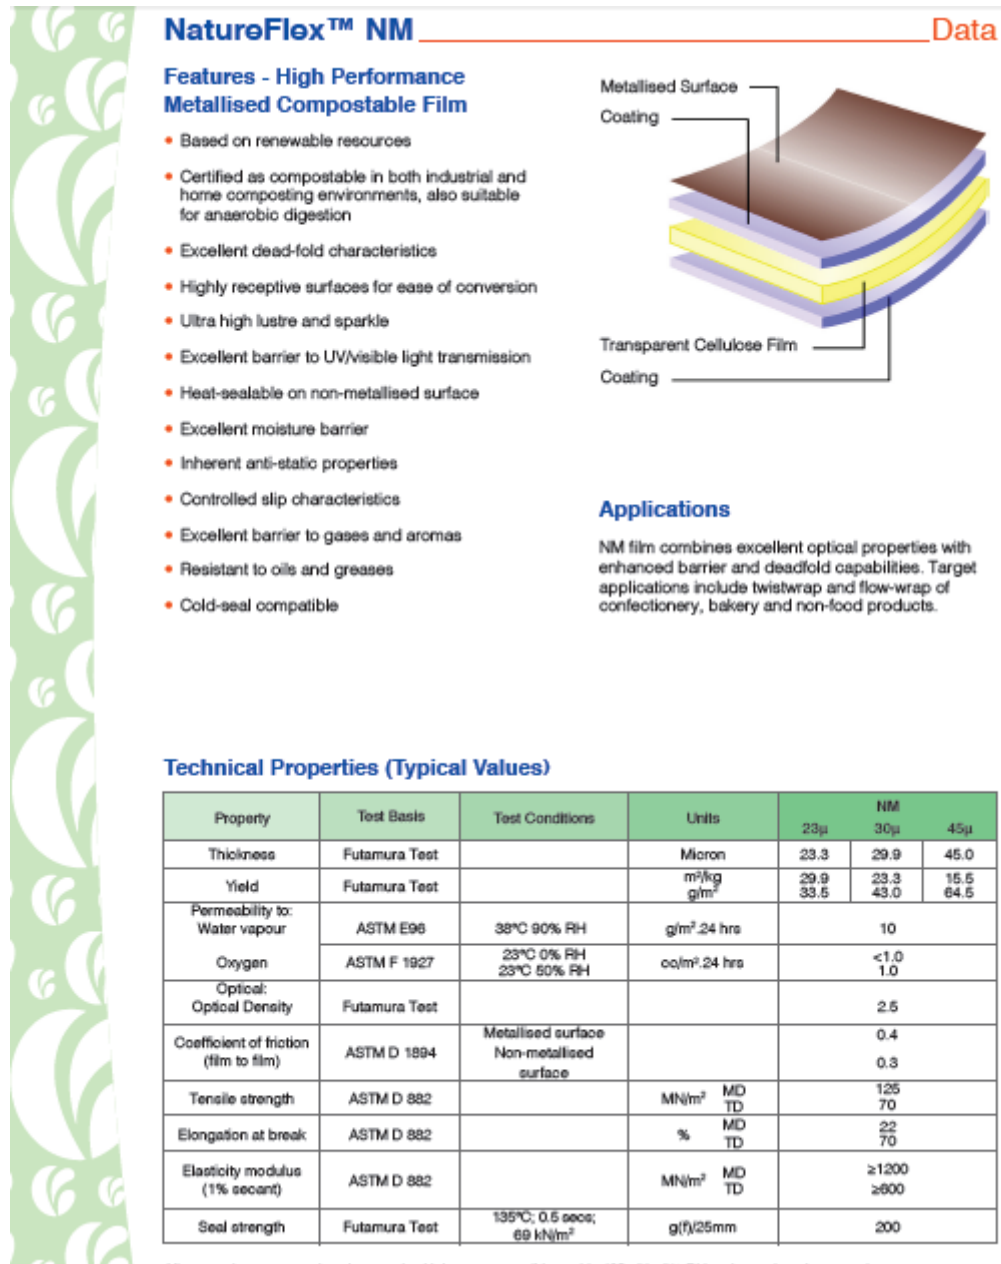 NatureFlex™ NM
Data
Features - High Performance
Metallised Compostable Film
• Based on renewable resources
• Certified as compostable in both industrial and
home composting environments, also suitable
for anaerobic digestion
• Excellent dead-fold characteristics
• Highly receptive surfaces for ease of conversion
• Ultra high lustre and sparkle
• Excellent barrier to UV/visible light transmission
• Heat-sealable on non-metallised surface
• Excellent moisture barrier
• Inherent anti-static properties
• Controlled slip characteristics
• Excellent barrier to gases and aromas
• Resistant to oils and greases
• Cold-seal compatible
Metallised Surface
Coating
Transparent Cellulose Film
Coating
Applications
NM film combines excellent optical properties with
enhanced barrier and deadfold capabilities. Target
applications include twistwrap and flow-wrap of
confectionery, bakery and non-food products.
Technical Properties (Typical Values)
Property Test Basis Test Conditions Units NM
23µ 30µ 45µ
Thickness Futamura Test Micron 23.3 29.9 45.0
Yield Futamura Test m²/kg 29.9 23.3 15.5
g/m² 33.5 43.0 64.5
Permeability to:
Water vapour ASTM E96 38°C 90% RH g/m².24 hrs 10
Oxygen ASTM F 1927 23°C 0% RH cc/m².24 hrs <1.0
23°C 50% RH 1.0
Optical:
Optical Density Futamura Test 2.5
Coefficient of friction
(film to film) ASTM D 1894 Metallised surface 0.4
Non-metallised
surface 0.3
Tensile strength ASTM D 882 MN/m² MD 125
TD 70
Elongation at break ASTM D 882 % MD 22
TD 70
Elasticity modulus
(1% secant) ASTM D 882 MN/m² MD ≥1200
TD ≥600
Seal strength Futamura Test 135°C; 0.5 secs;
69 kN/m² g(f)/25mm 200